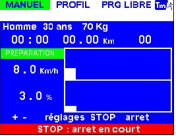 MANUEL PROFIL PRG LIBRE Tm
Homme 30 ans 70 Kg
00:00 00.00 Km 00
PREPARATION
8.0 Km/h
3.0 %
+ - réglages STOP arret
STOP : arret en court